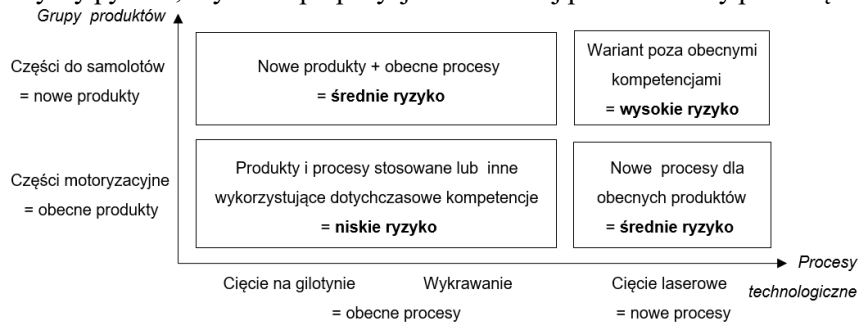 Grupy produktów
Części do samolotów
= nowe produkty
Nowe produkty + obecne procesy
= średnie ryzyko
Wariant poza obecnymi
kompetencjami
= wysokie ryzyko
Części motoryzacyjne
= obecne produkty
Produkty i procesy stosowane lub inne
wykorzystujące dotychczasowe kompetencje
= niskie ryzyko
Nowe procesy dla
obecnych produktów
= średnie ryzyko
Procesy
technologiczne
Cięcie na gilotynie Wykrawanie
= obecne procesy
Cięcie laserowe
= nowe procesy